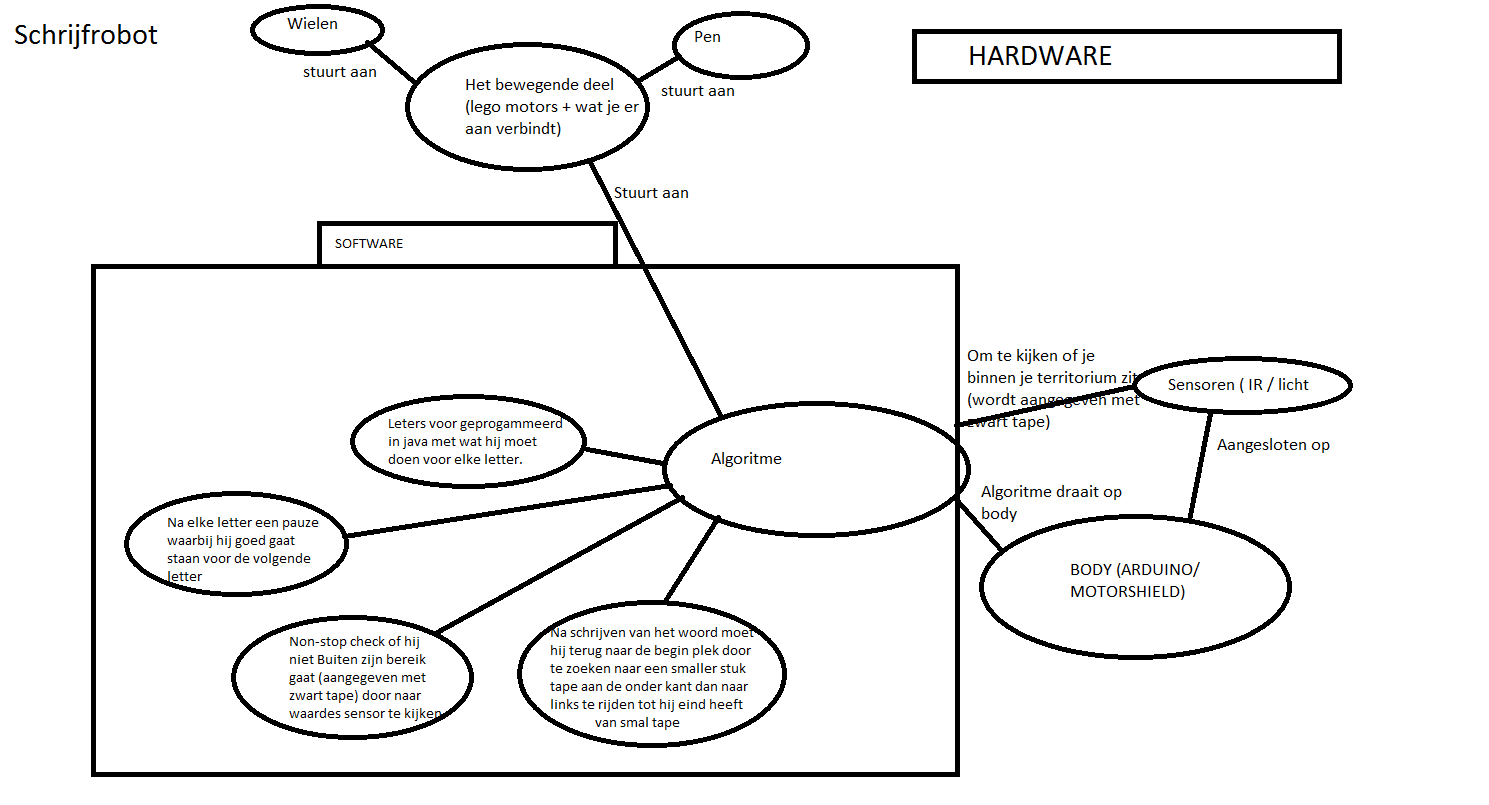 Schrijfrobot
Wielen
stuurt aan
Het bewegende deel
(lego motors + wat je er
aan verbindt)
Pen
stuurt aan
HARDWARE
Stuurt aan
SOFTWARE
Om te kijken of je
binnen je territorium zit
(wordt aangegeven met
zwart tape)
Sensoren ( IR / licht
Aangesloten op
Leters voor geprogammeerd
in java met wat hij moet
doen voor elke letter.
Algoritme
Algoritme draait op
body
Na elke letter een pauze
waarbij hij goed gaat
staan voor de volgende
letter
BODY (ARDUINO/
MOTORSHIELD)
Non-stop check of hij
niet Buiten zijn bereik
gaat (aangegeven met
zwart tape) door naar
waardes sensor te kijken
Na schrijven van het woord moet
hij terug naar de begin plek door
te zoeken naar een smaller stuk
tape aan de onder kant dan naar
links te rijden tot hij eind heeft
van smal tape